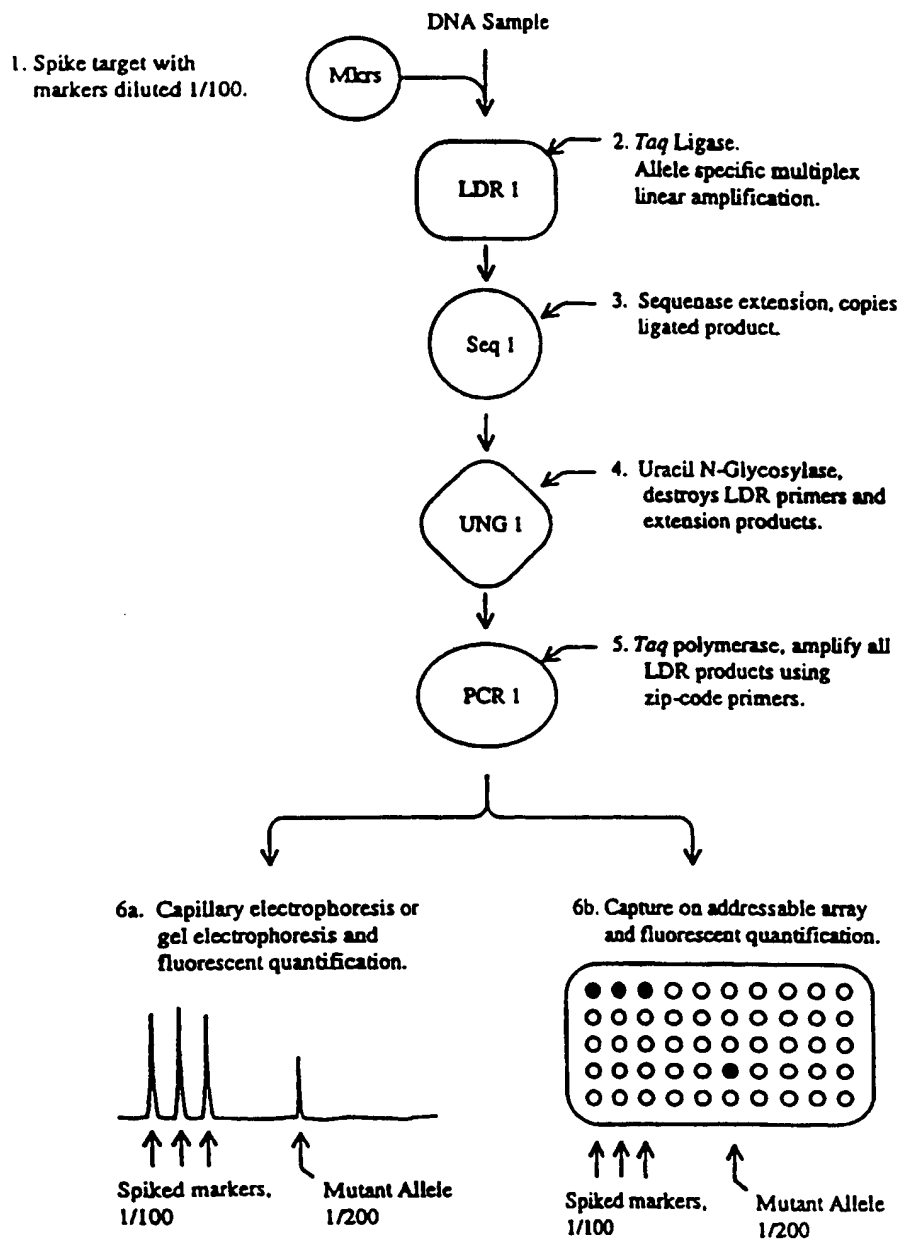 DNA Sample
1. Spike target with
markers diluted 1/100.
Mkrs
2. Taq Ligase.
Allele specific multiplex
linear amplification.
LDR 1
3. Sequenase extension, copies
ligated product.
Seq 1
4. Uracil N-Glycosylase,
destroys LDR primers and
extension products.
UNG 1
5. Taq polymerase, amplify all
LDR products using
zip-code primers.
PCR 1
6a. Capillary electrophoresis or
gel electrophoresis and
fluorescent quantification.
6b. Capture on addressable array
and fluorescent quantification.
Spiked markers,
1/100
Mutant Allele
1/200
Spiked markers,
1/100
Mutant Allele
1/200